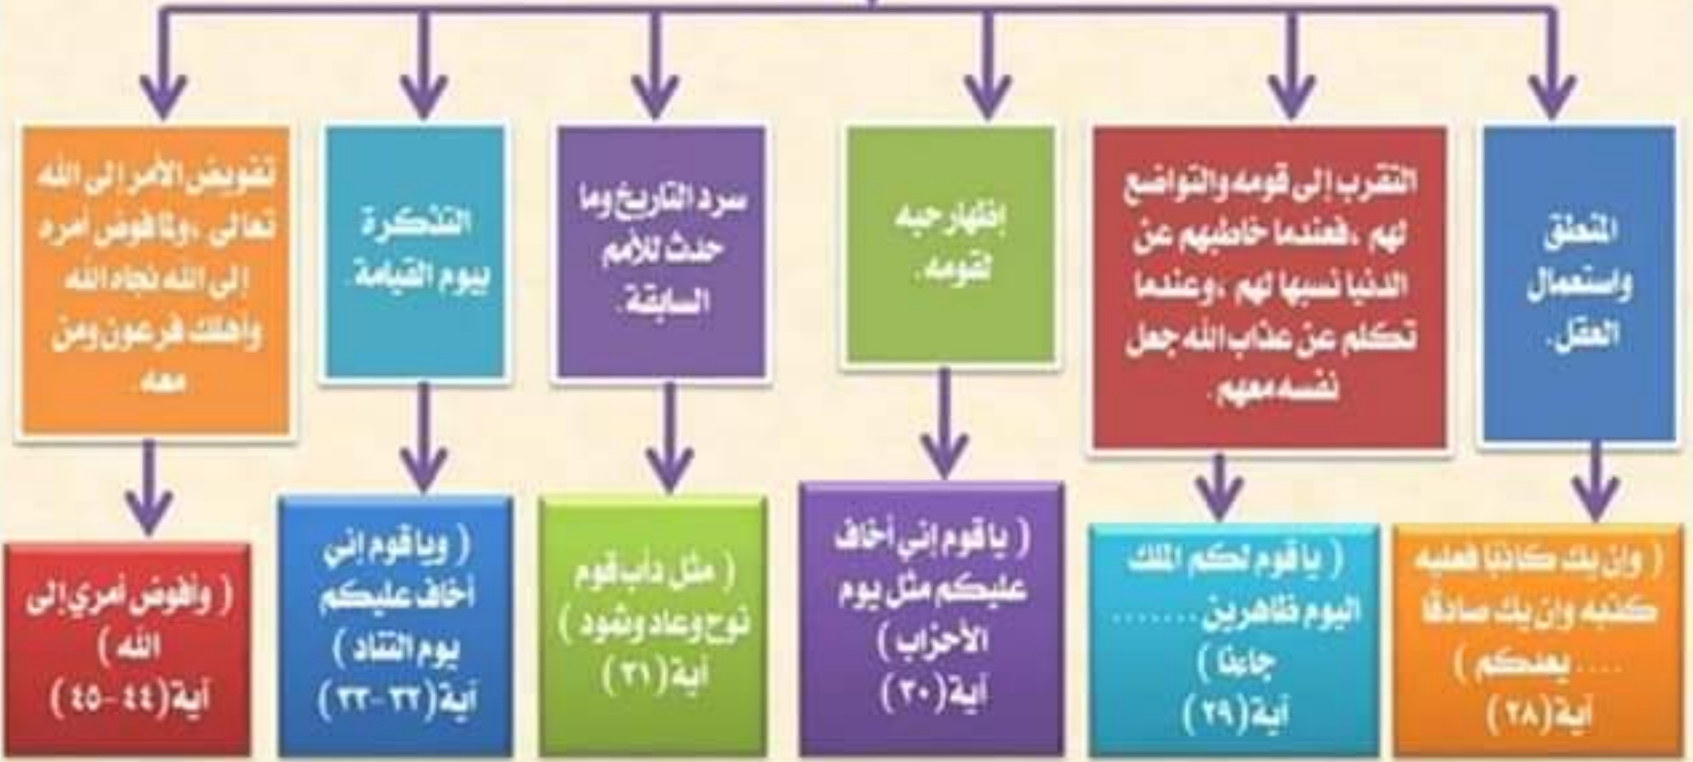 المنطق
واستعمال
العقل.
التقرب إلى قومه والتواضع
لهم ،فعندما خاطبهم عن
الدنيا نسبها لهم ،وعندما
تكلم عن عذاب الله جعل
نفسه معهم.
إظهار حبه
لقومه.
سرد التاريخ وما
حدث للأمم
السابقة.
التذكرة
بيوم القيامة.
تفويض الأمر إلى الله
تعالى ،ولما فوض أمره
إلى الله نجاه الله
وأهلك فرعون ومن
معه.
( وإن يك كاذبا فعليه
كذبه وإن يك صادقا
.... يعدكم )
آية(٢٨)
( يا قوم لكم الملك
اليوم ظاهرين.......
جاءنا )
آية(٢٩)
( يا قوم إني أخاف
عليكم مثل يوم
الأحزاب )
آية(٣٠)
( مثل دأب قوم
نوح وعاد وثمود )
آية(٣١)
( ويا قوم إني
أخاف عليكم
يوم التناد )
آية(٣٢-٣٣)
( وأفوض أمري إلى
الله )
آية(٤٤-٤٥)